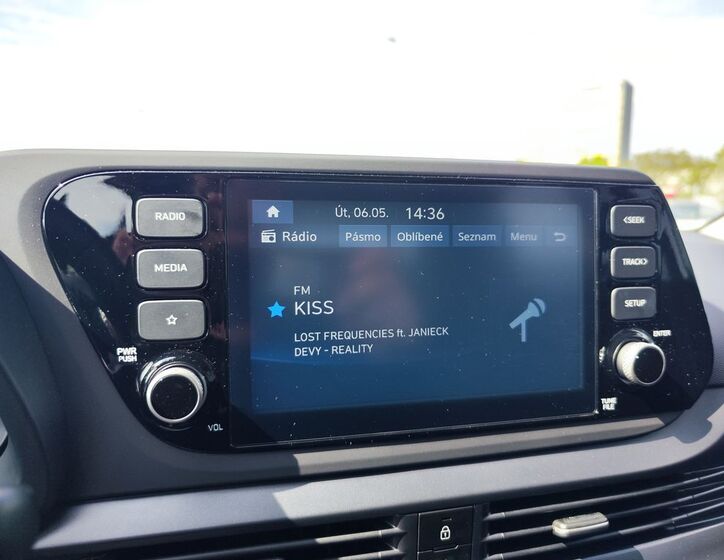 Út, 06.05. 14:36
Rádio Pásmo Oblíbené Seznam Menu
FM
KISS
LOST FREQUENCIES ft. JANIECK
DEVY - REALITY
RADIO
MEDIA
PWR
PUSH
VOL
<SEEK
TRACK>
SETUP
ENTER
TUNE
FILE